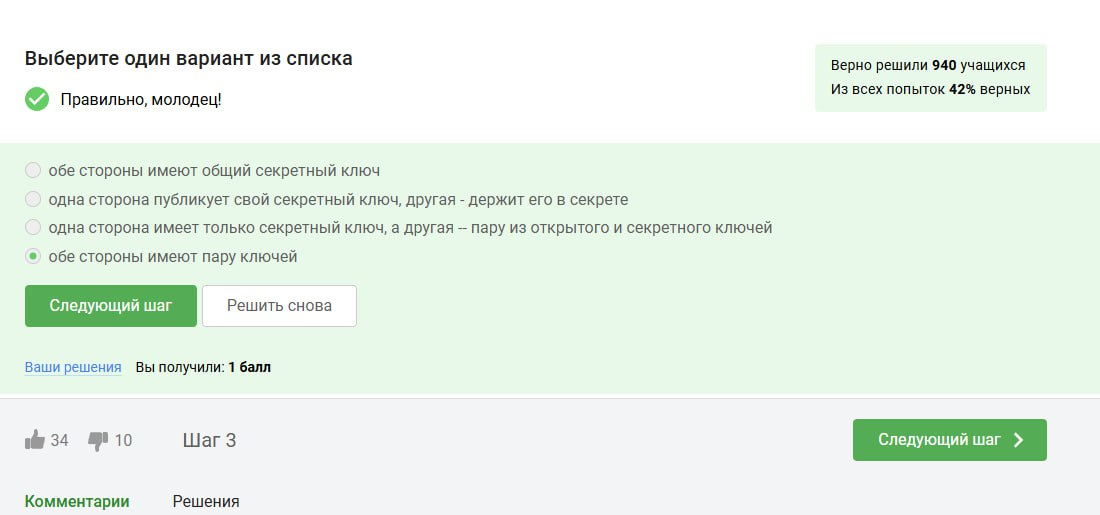 Выберите один вариант из списка
Правильно, молодец!
Верно решили 940 учащихся
Из всех попыток 42% верных
обе стороны имеют общий секретный ключ
одна сторона публикует свой секретный ключ, другая - держит его в секрете
одна сторона имеет только секретный ключ, а другая -- пару из открытого и секретного ключей
обе стороны имеют пару ключей
Следующий шаг
Решить снова
Ваши решения Вы получили: 1 балл
34 10 Шаг 3
Следующий шаг
Комментарии Решения